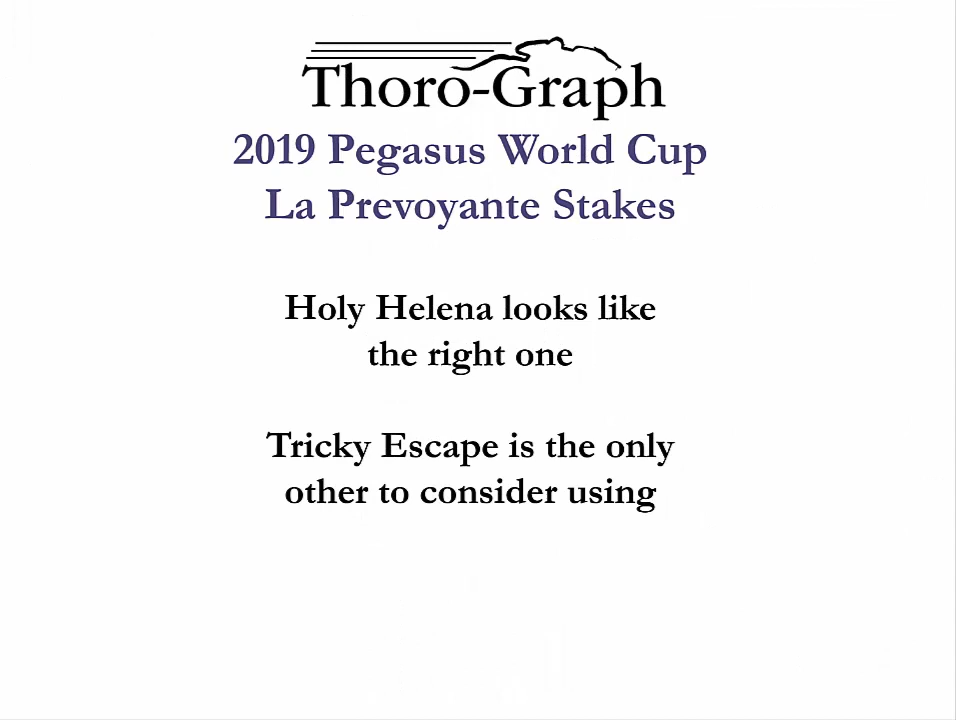 Thoro-Graph
2019 Pegasus World Cup
La Prevoyante Stakes
Holy Helena looks like
the right one
Tricky Escape is the only
other to consider using